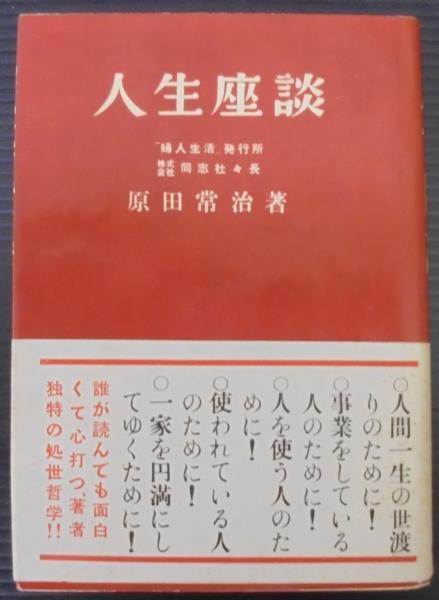 人生座談
「婦人生活」発行所
株式会社 同志社々長
原田常治著
○人間一生の世渡
りのために!
○事業をしている
人のために!
○人を使う人のた
めに!
○使われている人
のために!
○一家を円満にし
てゆくために!
誰が読んでも面白
くて心打つ、著者
独特の処世哲学!!